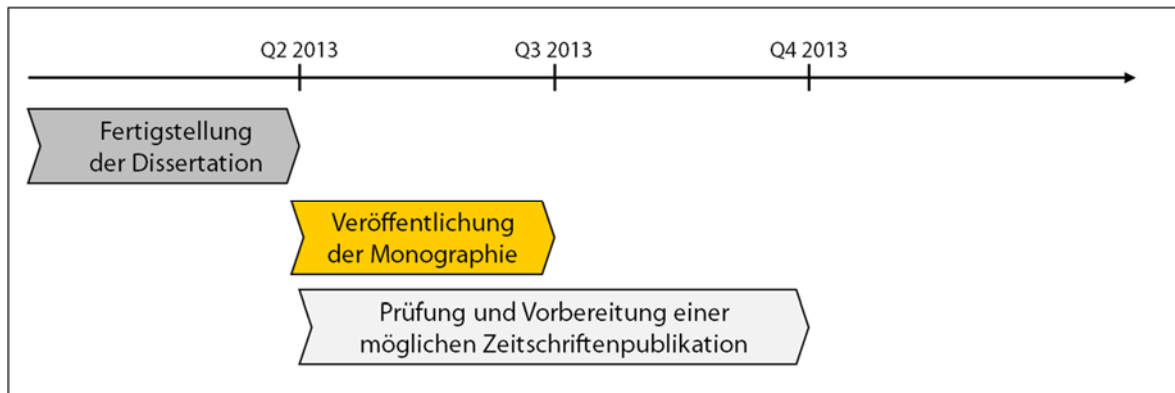 Q2 2013 Q3 2013 Q4 2013
Fertigstellung
der Dissertation
Veröffentlichung
der Monographie
Prüfung und Vorbereitung einer
möglichen Zeitschriftenpublikation